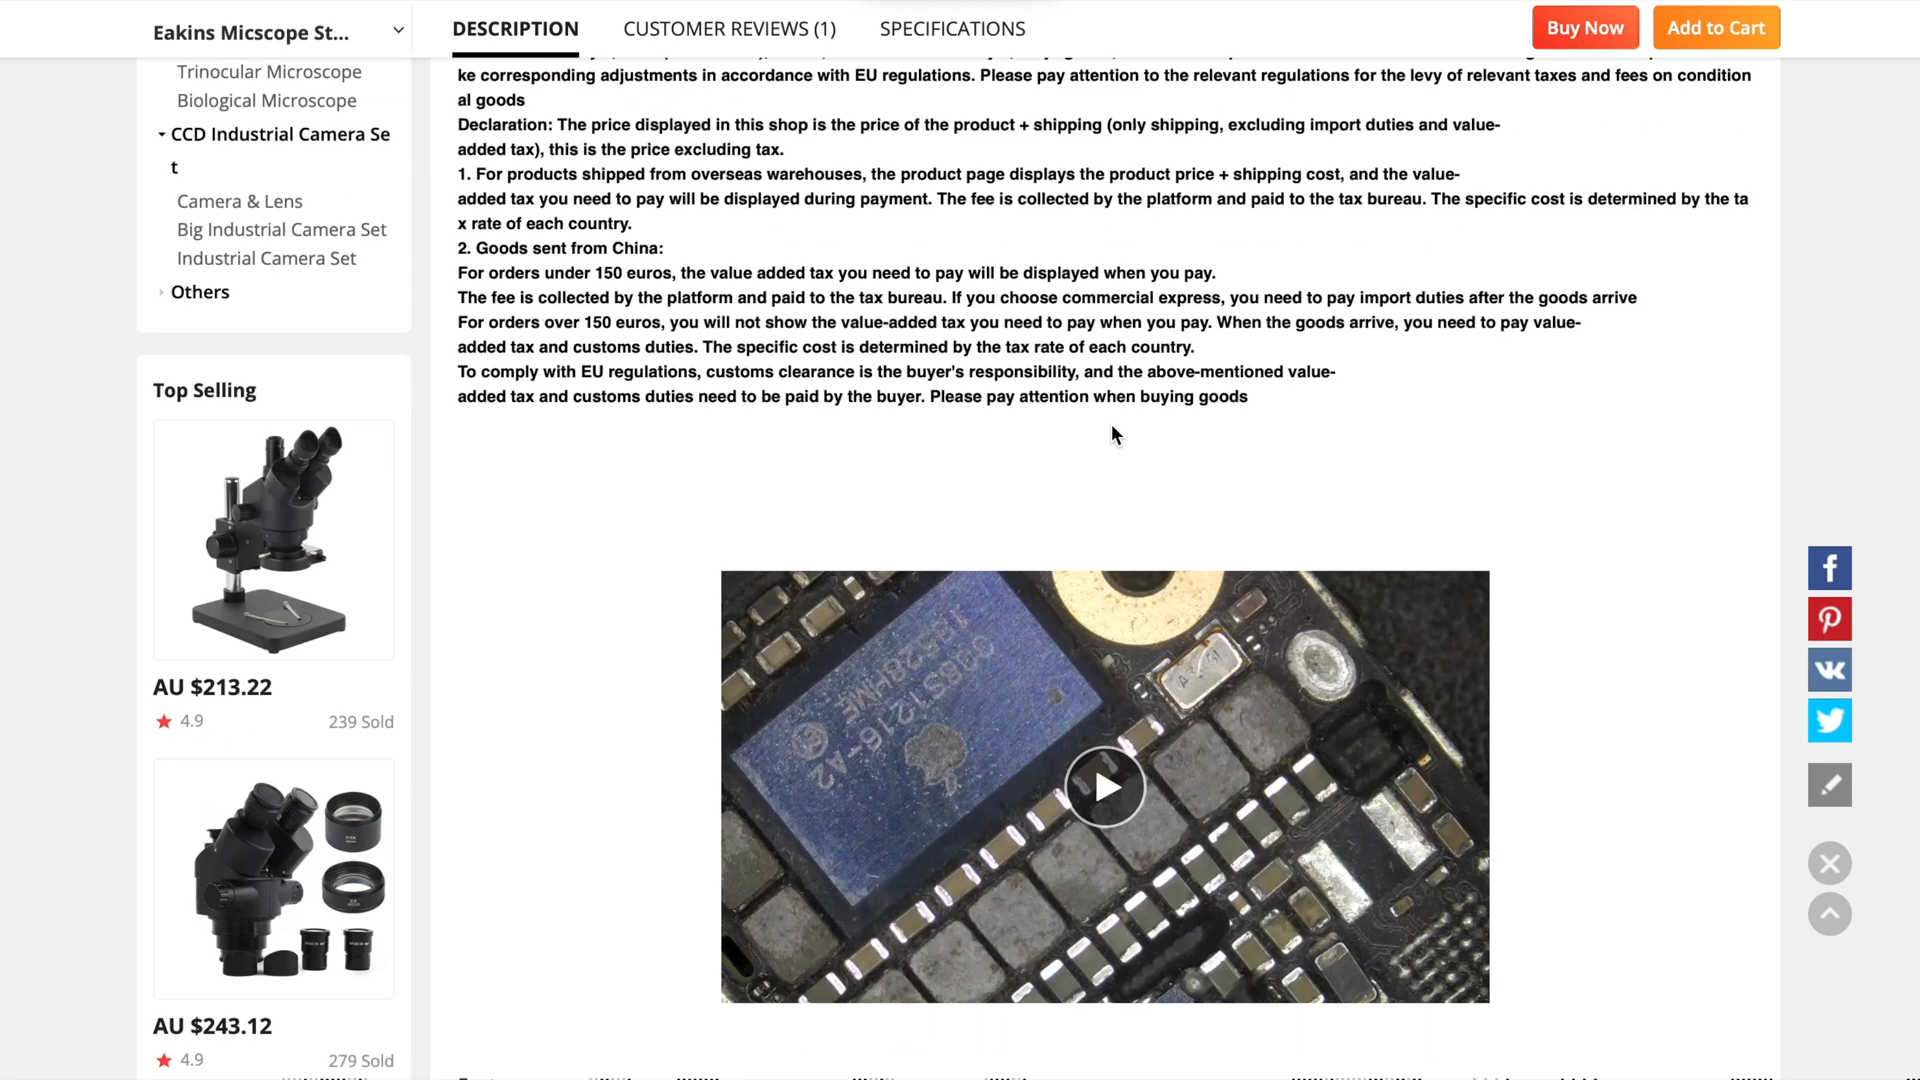 Eakins Micscope St...
DESCRIPTION
CUSTOMER REVIEWS (1)
SPECIFICATIONS
Buy Now
Add to Cart
Trinocular Microscope
Biological Microscope
CCD Industrial Camera Se
t
Camera & Lens
Big Industrial Camera Set
Industrial Camera Set
Others
Top Selling
AU $213.22
4.9
239 Sold
AU $243.12
4.9
279 Sold
ke corresponding adjustments in accordance with EU regulations. Please pay attention to the relevant regulations for the levy of relevant taxes and fees on condition
al goods
Declaration: The price displayed in this shop is the price of the product + shipping (only shipping, excluding import duties and value-
added tax), this is the price excluding tax.
1. For products shipped from overseas warehouses, the product page displays the product price + shipping cost, and the value-
added tax you need to pay will be displayed during payment. The fee is collected by the platform and paid to the tax bureau. The specific cost is determined by the ta
x rate of each country.
2. Goods sent from China:
For orders under 150 euros, the value added tax you need to pay will be displayed when you pay.
The fee is collected by the platform and paid to the tax bureau. If you choose commercial express, you need to pay import duties after the goods arrive
For orders over 150 euros, you will not show the value-added tax you need to pay when you pay. When the goods arrive, you need to pay value-
added tax and customs duties. The specific cost is determined by the tax rate of each country.
To comply with EU regulations, customs clearance is the buyer's responsibility, and the above-mentioned value-
added tax and customs duties need to be paid by the buyer. Please pay attention when buying goods
338S1216-A2